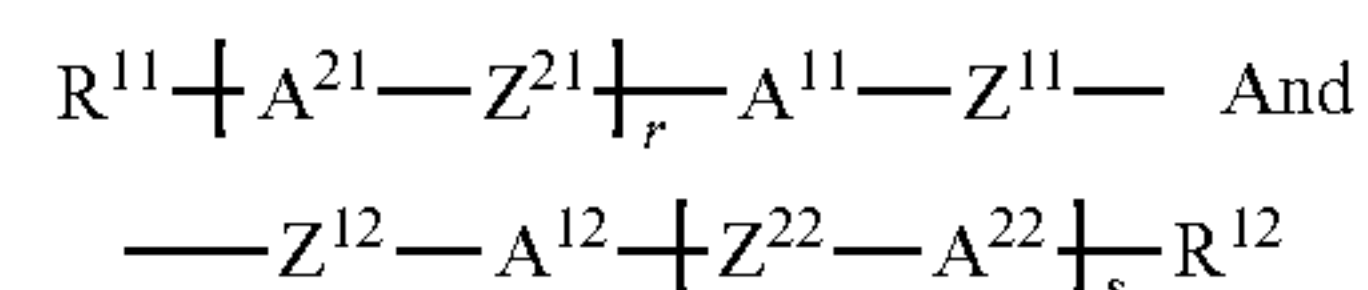 R¹¹—[A²¹—Z²¹]ᵣ—A¹¹—Z¹¹— And
—Z¹²—A¹²—[Z²²—A²²]ₛ—R¹²